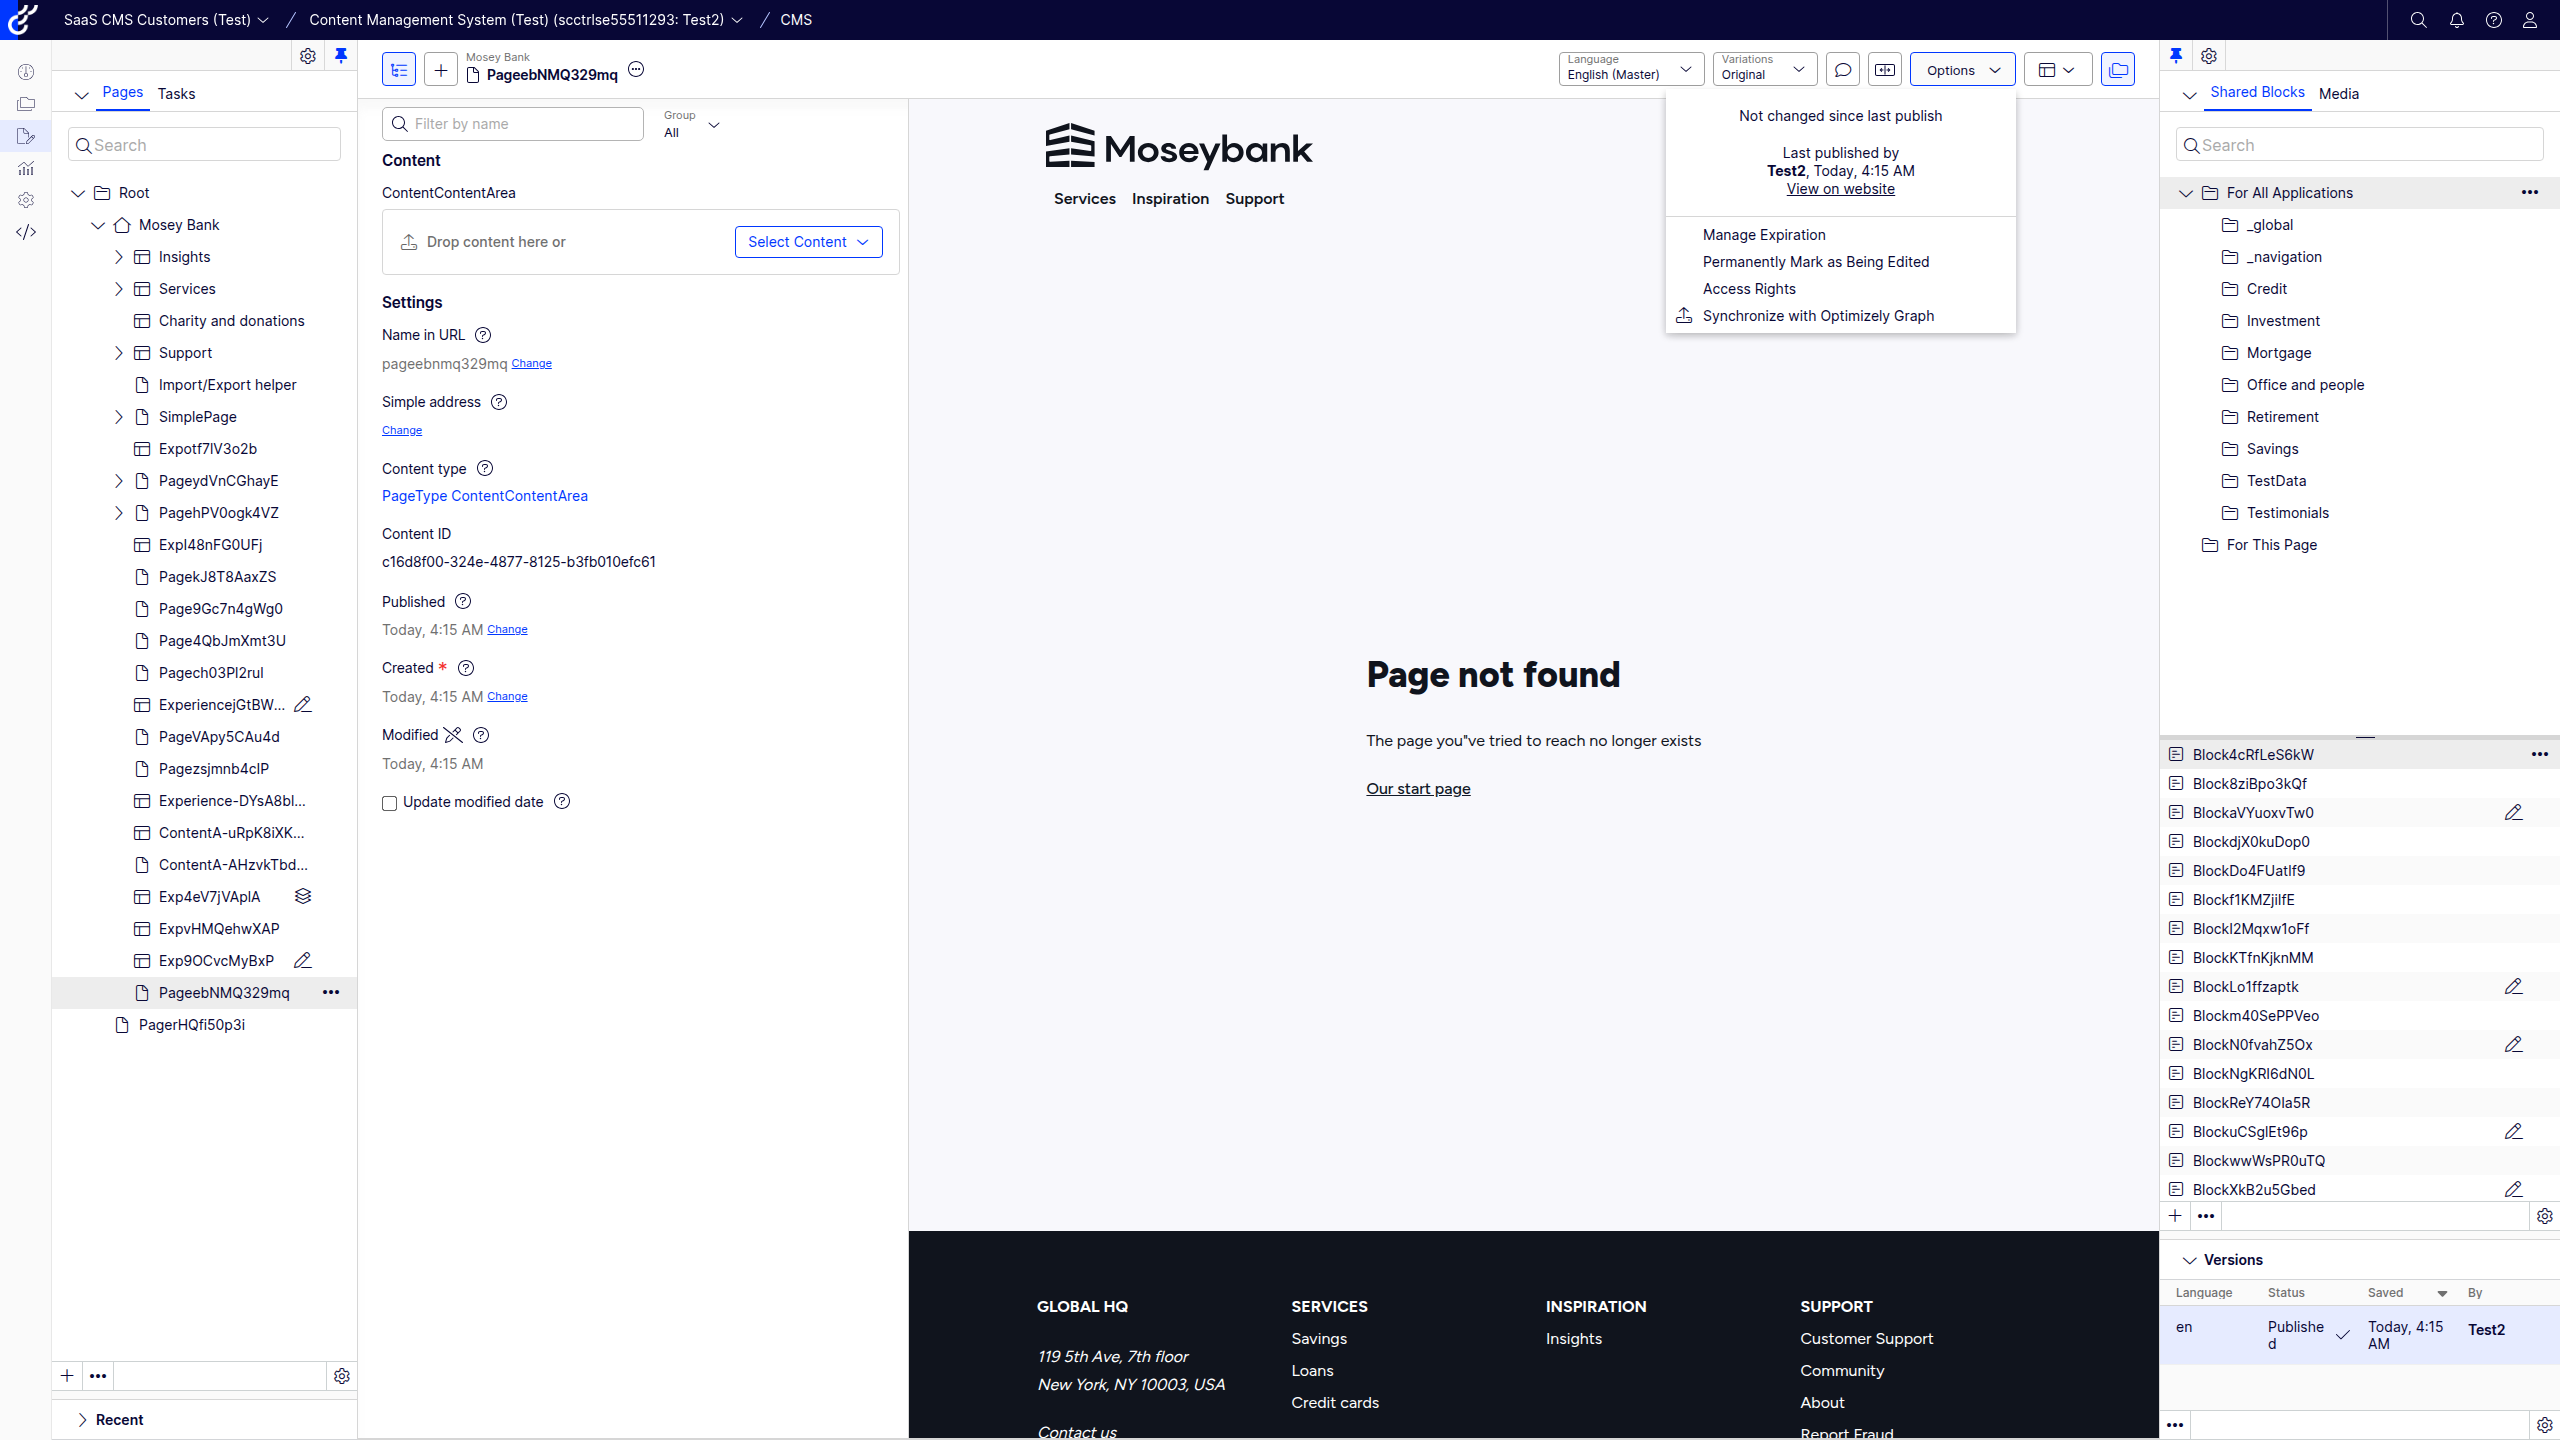 SaaS CMS Customers (Test)
Content Management System (Test) (scctrlse55511293: Test2)
CMS
Pages
Tasks
Search
Root
Mosey Bank
Insights
Services
Charity and donations
Support
Import/Export helper
SimplePage
Expotf7lV3o2b
PageydVnCGhayE
PagehPV0ogk4VZ
ExpI48nFG0UFj
PagekJ8T8AaxZS
Page9Gc7n4gWg0
Page4QbJmXmt3U
Pagech03Pl2rul
ExperiencejGtBW...
PageVApy5CAu4d
Pagezsjmnb4clP
Experience-DYsA8bl...
ContentA-uRpK8iXK...
ContentA-AHzvkTbd...
Exp4eV7jVAplA
ExpvHMQehwXAP
Exp9OCvcMyBxP
PageebNMQ329mq
PagerHQfi50p3i
Recent
Mosey Bank
PageebNMQ329mq
Language
English (Master)
Variations
Original
Options
Filter by name
Group
All
Content
ContentContentArea
Drop content here or
Select Content
Settings
Name in URL
pageebnmq329mq Change
Simple address
Change
Content type
PageType ContentContentArea
Content ID
c16d8f00-324e-4877-8125-b3fb010efc61
Published
Today, 4:15 AM Change
Created *
Today, 4:15 AM Change
Modified
Today, 4:15 AM
Update modified date
Moseybank
Services Inspiration Support
Not changed since last publish
Last published by
Test2, Today, 4:15 AM
View on website
Manage Expiration
Permanently Mark as Being Edited
Access Rights
Synchronize with Optimizely Graph
Page not found
The page you"ve tried to reach no longer exists
Our start page
GLOBAL HQ
119 5th Ave, 7th floor
New York, NY 10003, USA
Contact us
SERVICES
Savings
Loans
Credit cards
INSPIRATION
Insights
SUPPORT
Customer Support
Community
About
Report Fraud
Shared Blocks
Media
Search
For All Applications
_global
_navigation
Credit
Investment
Mortgage
Office and people
Retirement
Savings
TestData
Testimonials
For This Page
Block4cRfLeS6kW
Block8ziBpo3kQf
BlockaVYuoxvTw0
BlockdjX0kuDop0
BlockDo4FUatlf9
Blockf1KMZjilfE
BlockI2Mqxw1oFf
BlockKTfnKjknMM
BlockLo1ffzaptk
Blockm40SePPVeo
BlockN0fvahZ5Ox
BlockNgKRl6dN0L
BlockReY74Ola5R
BlockuCSglEt96p
BlockwwWsPR0uTQ
BlockXkB2u5Gbed
Versions
Language Status Saved By
en Publishe Today, 4:15 Test2
d AM